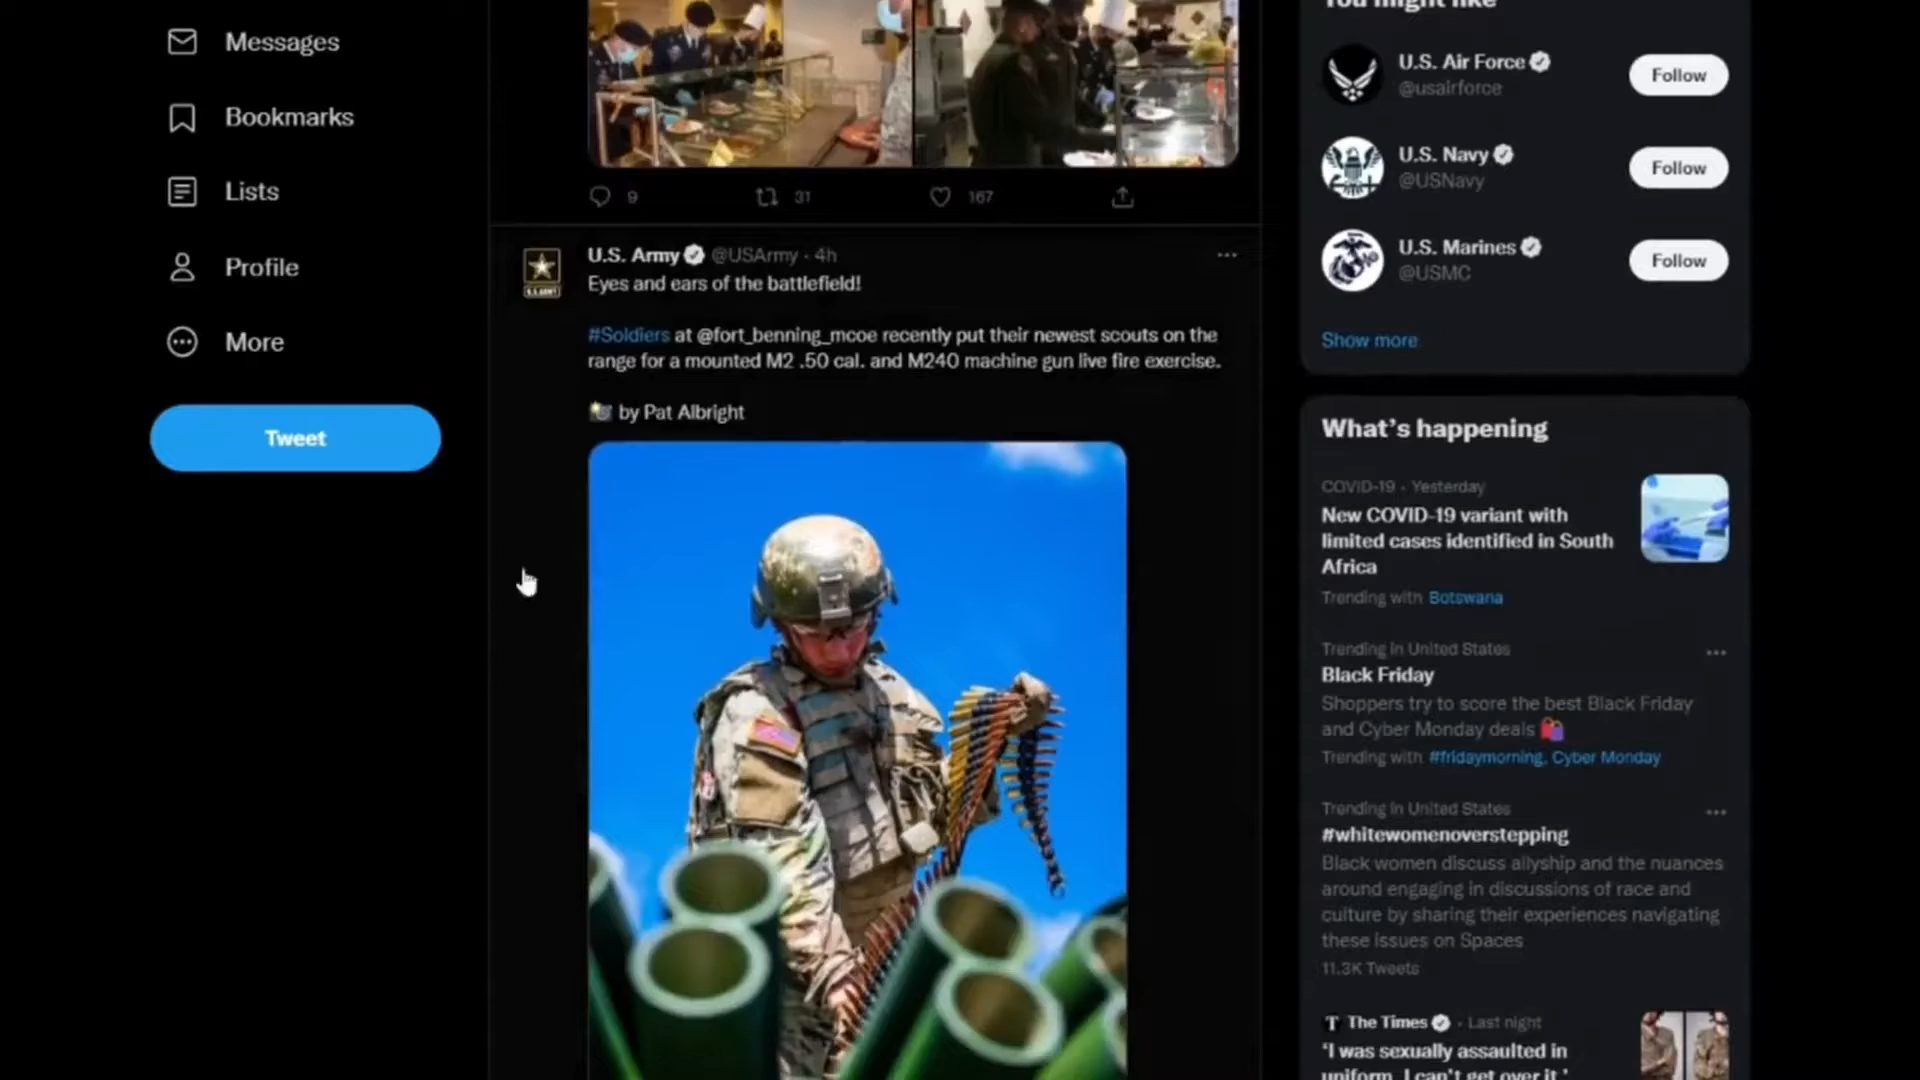 Messages
Bookmarks
Lists
Profile
More
Tweet
9
31
167
U.S. Army @USArmy · 4h
Eyes and ears of the battlefield!
#Soldiers at @fort_benning_mcoe recently put their newest scouts on the
range for a mounted M2 .50 cal. and M240 machine gun live fire exercise.
by Pat Albright
You might like
U.S. Air Force
@usairforce
Follow
U.S. Navy
@USNavy
Follow
U.S. Marines
@USMC
Follow
Show more
What's happening
COVID-19 · Yesterday
New COVID-19 variant with
limited cases identified in South
Africa
Trending with Botswana
Trending in United States
Black Friday
Shoppers try to score the best Black Friday
and Cyber Monday deals
Trending with #fridaymorning, Cyber Monday
Trending in United States
#whitewomenoverstepping
Black women discuss allyship and the nuances
around engaging in discussions of race and
culture by sharing their experiences navigating
these issues on Spaces
11.3K Tweets
T The Times · Last night
'I was sexually assaulted in
uniform. I can't get over it.'